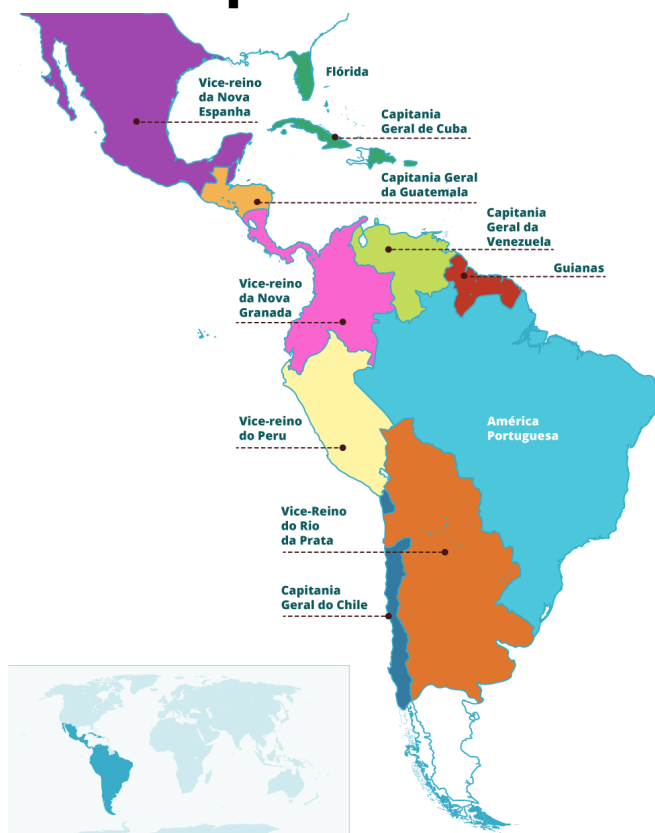 Vice-reino
da Nova
Espanha
Flórida
Capitania
Geral de Cuba
Capitania Geral
da Guatemala
Capitania
Geral da
Venezuela
Guianas
Vice-reino
da Nova
Granada
América
Portuguesa
Vice-reino
do Peru
Vice-Reino
do Rio
da Prata
Capitania
Geral do Chile